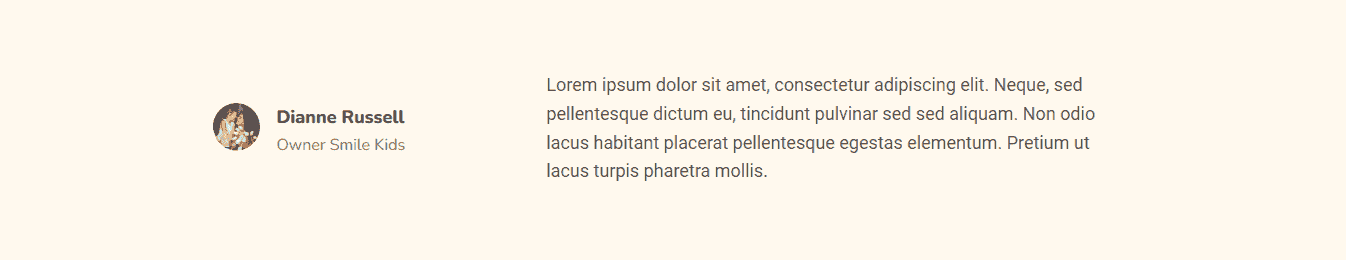 Dianne Russell
Owner Smile Kids
Lorem ipsum dolor sit amet, consectetur adipiscing elit. Neque, sed
pellentesque dictum eu, tincidunt pulvinar sed sed aliquam. Non odio
lacus habitant placerat pellentesque egestas elementum. Pretium ut
lacus turpis pharetra mollis.